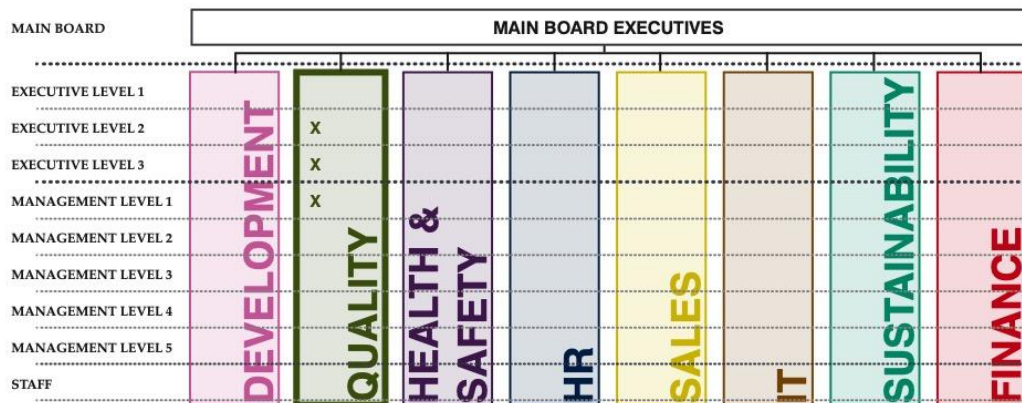 MAIN BOARD
MAIN BOARD EXECUTIVES
EXECUTIVE LEVEL 1
EXECUTIVE LEVEL 2
X
EXECUTIVE LEVEL 3
X
MANAGEMENT LEVEL 1
X
MANAGEMENT LEVEL 2
MANAGEMENT LEVEL 3
MANAGEMENT LEVEL 4
MANAGEMENT LEVEL 5
STAFF
DEVELOPMENT
QUALITY
HEALTH &
SAFETY
HR
SALES
IT
SUSTAINABILITY
FINANCE